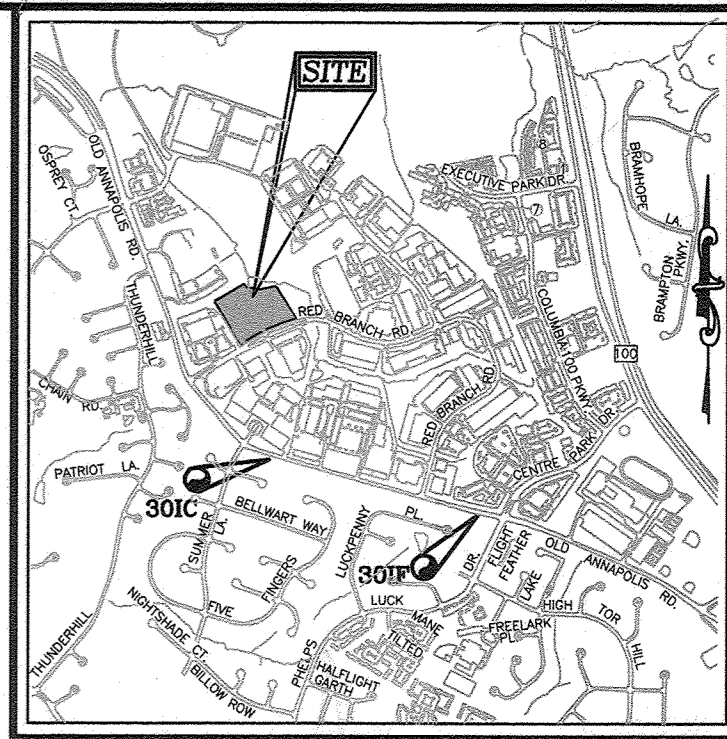 SITE
OLD ANNAPOLIS RD.
OSPREY CT.
EXECUTIVE PARK DR.
8
7
BRAMHOPE
LA.
BRAMPTON
PKWY.
THUNDERHILL
RED BRANCH RD.
COLUMBIA 100 PKWY.
100
CHAIN RD.
RED BRANCH RD.
CENTRE PARK DR.
PATRIOT LA.
30IC
SUMMER
LA.
BELLWART WAY
LUCKPENNY
PL.
30IF
DR.
FLIGHT
FEATHER
OLD
ANNAPOLIS RD.
LAKE
FINGERS
FIVE
LUCK
MANE
FREELARK
PL.
HIGH
TOR
HILL
TILTED
THUNDERHILL
NIGHTSHADE CT.
BILLOW ROW
PHELPS
HALFLIGHT
GARTH